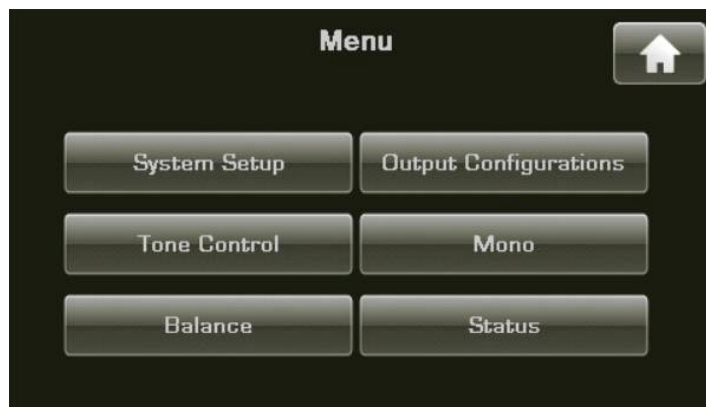 Menu
System Setup
Output Configurations
Tone Control
Mono
Balance
Status